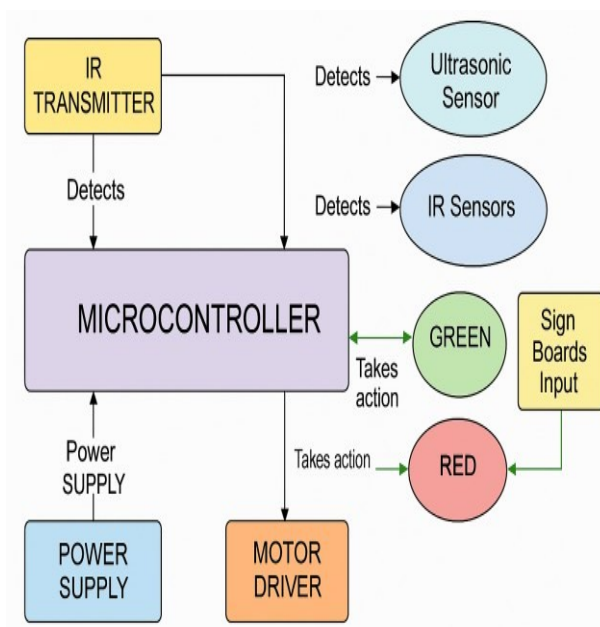 IR
TRANSMITTER
Detects
Ultrasonic
Sensor
Detects
Detects
IR Sensors
MICROCONTROLLER
GREEN
Sign
Boards
Input
Takes
action
Takes action
RED
Power
SUPPLY
POWER
SUPPLY
MOTOR
DRIVER